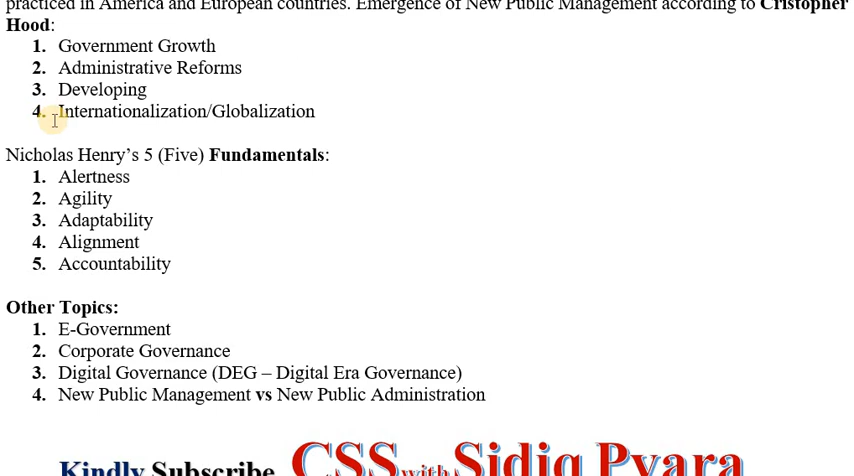 practiced in America and European countries. Emergence of New Public Management according to Cristopher
Hood:
1. Government Growth
2. Administrative Reforms
3. Developing
4. Internationalization/Globalization
Nicholas Henry's 5 (Five) Fundamentals:
1. Alertness
2. Agility
3. Adaptability
4. Alignment
5. Accountability
Other Topics:
1. E-Government
2. Corporate Governance
3. Digital Governance (DEG – Digital Era Governance)
4. New Public Management vs New Public Administration
Kindly Subscribe CSS with Sidiq Pyara